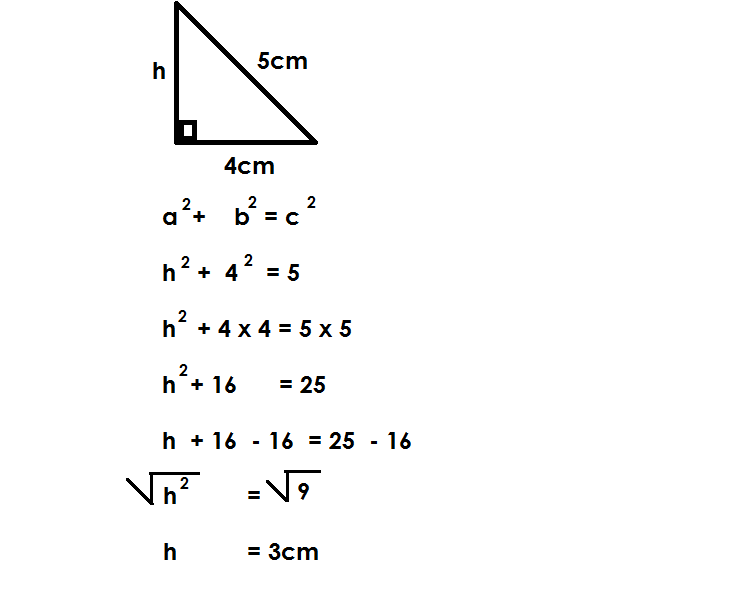 h
5cm
4cm
a² + b² = c²
h² + 4² = 5
h² + 4 x 4 = 5 x 5
h² + 16 = 25
h + 16 - 16 = 25 - 16
√h² = √9
h = 3cm